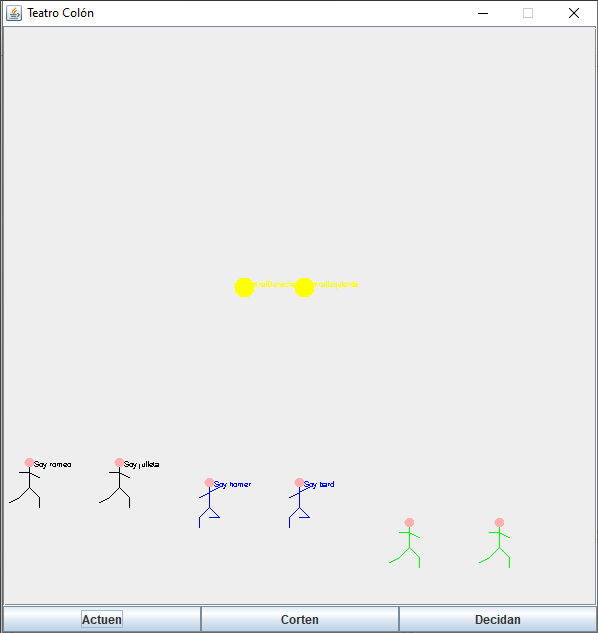 Teatro Colón
Soy romeo
Soy julieta
Soy homer
Soy bard
Actuen
Corten
Decidan